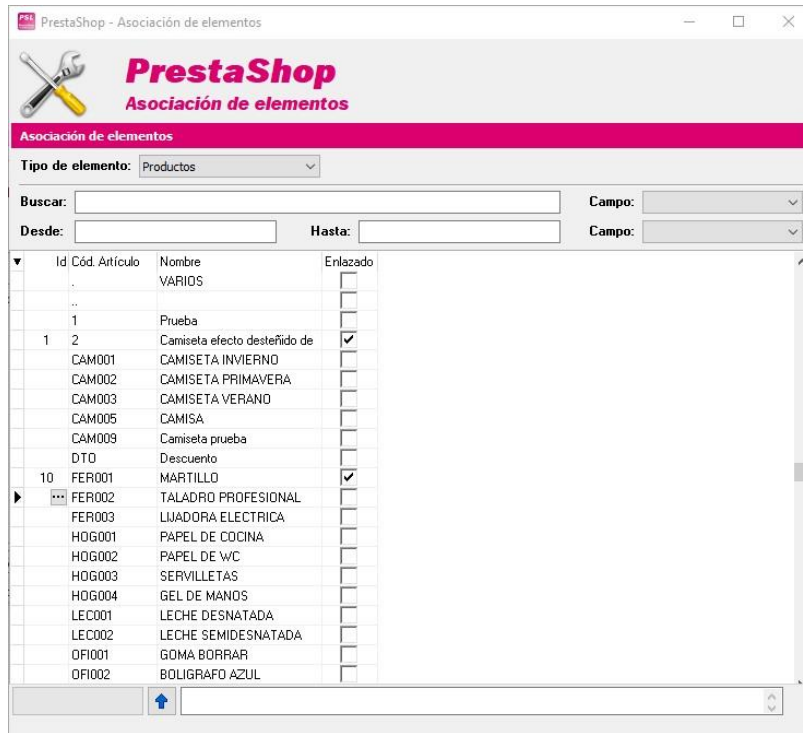 PSL PrestaShop - Asociación de elementos
PrestaShop
Asociación de elementos
Asociación de elementos
Tipo de elemento: Productos
Buscar: Campo:
Desde: Hasta: Campo:
Id Cód. Artículo Nombre Enlazado
. VARIOS
..
1 Prueba
1 2 Camiseta efecto desteñido de
CAM001 CAMISETA INVIERNO
CAM002 CAMISETA PRIMAVERA
CAM003 CAMISETA VERANO
CAM005 CAMISA
CAM009 Camiseta prueba
DTO Descuento
10 FER001 MARTILLO
... FER002 TALADRO PROFESIONAL
FER003 LIJADORA ELECTRICA
HOG001 PAPEL DE COCINA
HOG002 PAPEL DE WC
HOG003 SERVILLETAS
HOG004 GEL DE MANOS
LEC001 LECHE DESNATADA
LEC002 LECHE SEMIDESNATADA
OFI001 GOMA BORRAR
OFI002 BOLIGRAFO AZUL